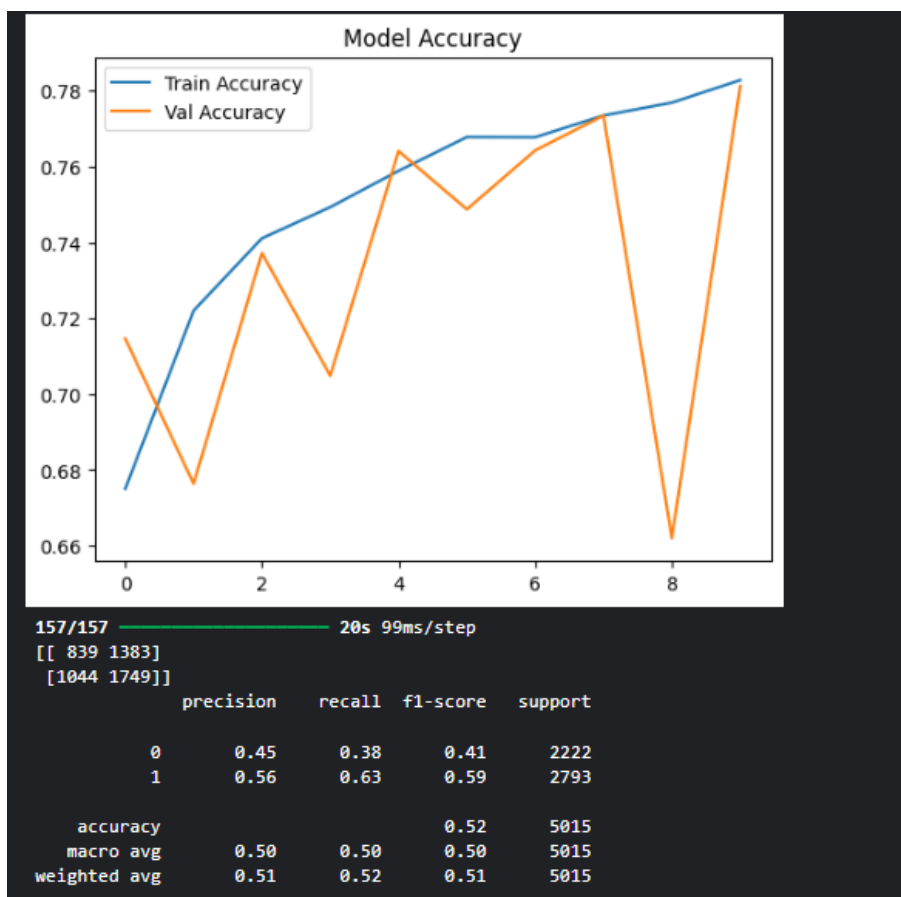 Model Accuracy
Train Accuracy
Val Accuracy
0.78
0.76
0.74
0.72
0.70
0.68
0.66
0 2 4 6 8
157/157 ━━━━━━━━━━━━━━━━━━━━ 20s 99ms/step
[[ 839 1383]
[1044 1749]]
precision recall f1-score support
0 0.45 0.38 0.41 2222
1 0.56 0.63 0.59 2793
accuracy 0.52 5015
macro avg 0.50 0.50 0.50 5015
weighted avg 0.51 0.52 0.51 5015